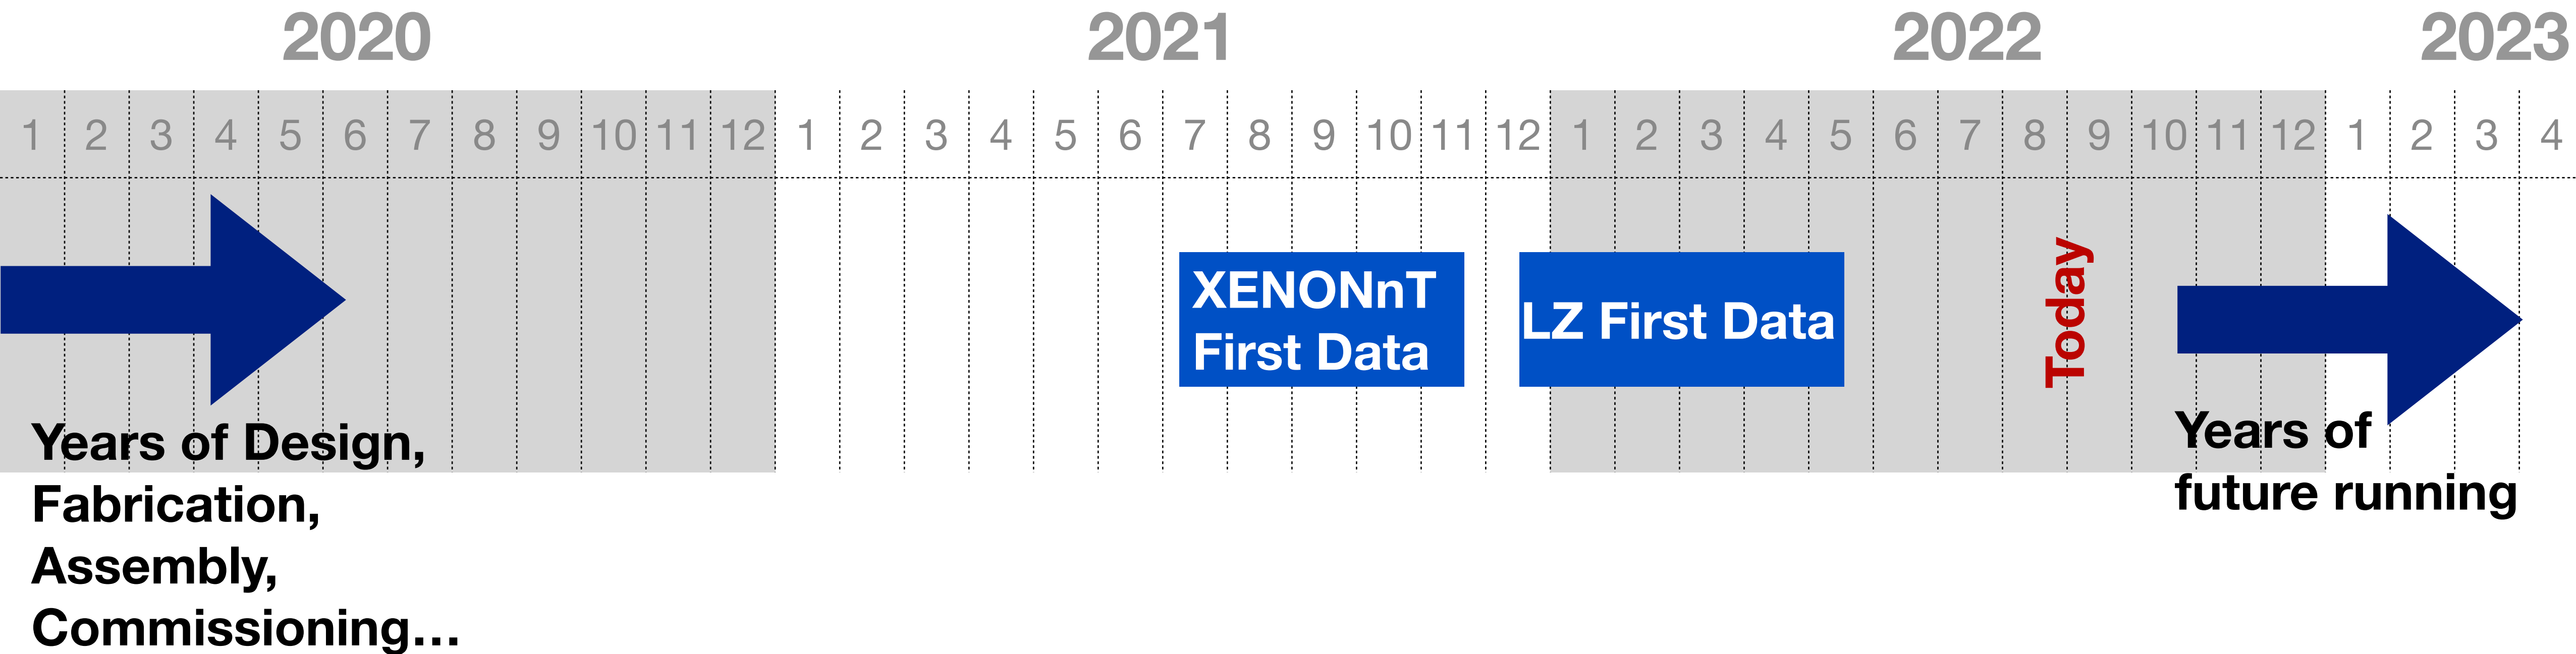 2020 2021 2022 2023
1 2 3 4 5 6 7 8 9 10 11 12 1 2 3 4 5 6 7 8 9 10 11 12 1 2 3 4 5 6 7 8 9 10 11 12 1 2 3 4
XENONnT
First Data
LZ First Data
Today
Years of Design,
Fabrication,
Assembly,
Commissioning…
Years of
future running